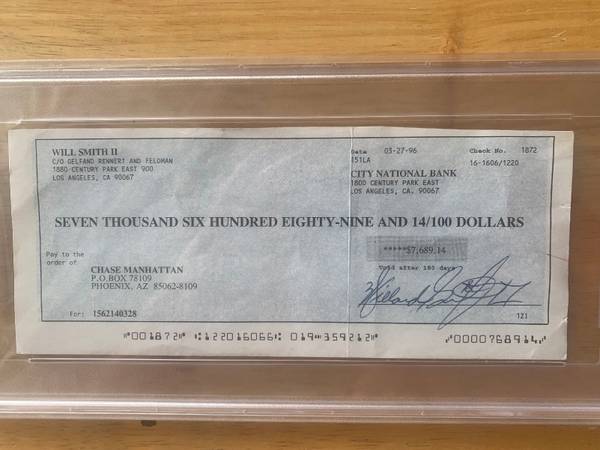 WILL SMITH II
C/O GELFAND RENNERT AND FELDMAN
1880 CENTURY PARK EAST 900
LOS ANGELES, CA 90067
Date 03-27-96 Check No. 1872
151LA 16-1606/1220
CITY NATIONAL BANK
1800 CENTURY PARK EAST
LOS ANGELES, CA. 90067
SEVEN THOUSAND SIX HUNDRED EIGHTY-NINE AND 14/100 DOLLARS
*****$7,689.14
Void after 180 days
Pay to the
order of
CHASE MANHATTAN
P.O.BOX 78109
PHOENIX, AZ 85062-8109
For: 1562140328
121
⑈001872⑈ ⑆122016066⑆ 019⑉359212⑈ ⑈0000768914⑈